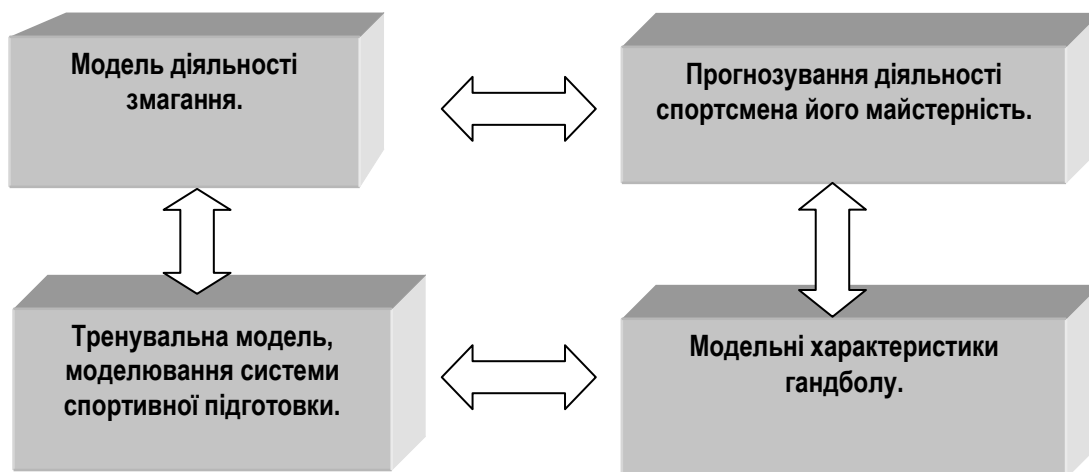 Модель діяльності
змагання.
Прогнозування діяльності
спортсмена його майстерність.
Тренувальна модель,
моделювання системи
спортивної підготовки.
Модельні характеристики
гандболу.